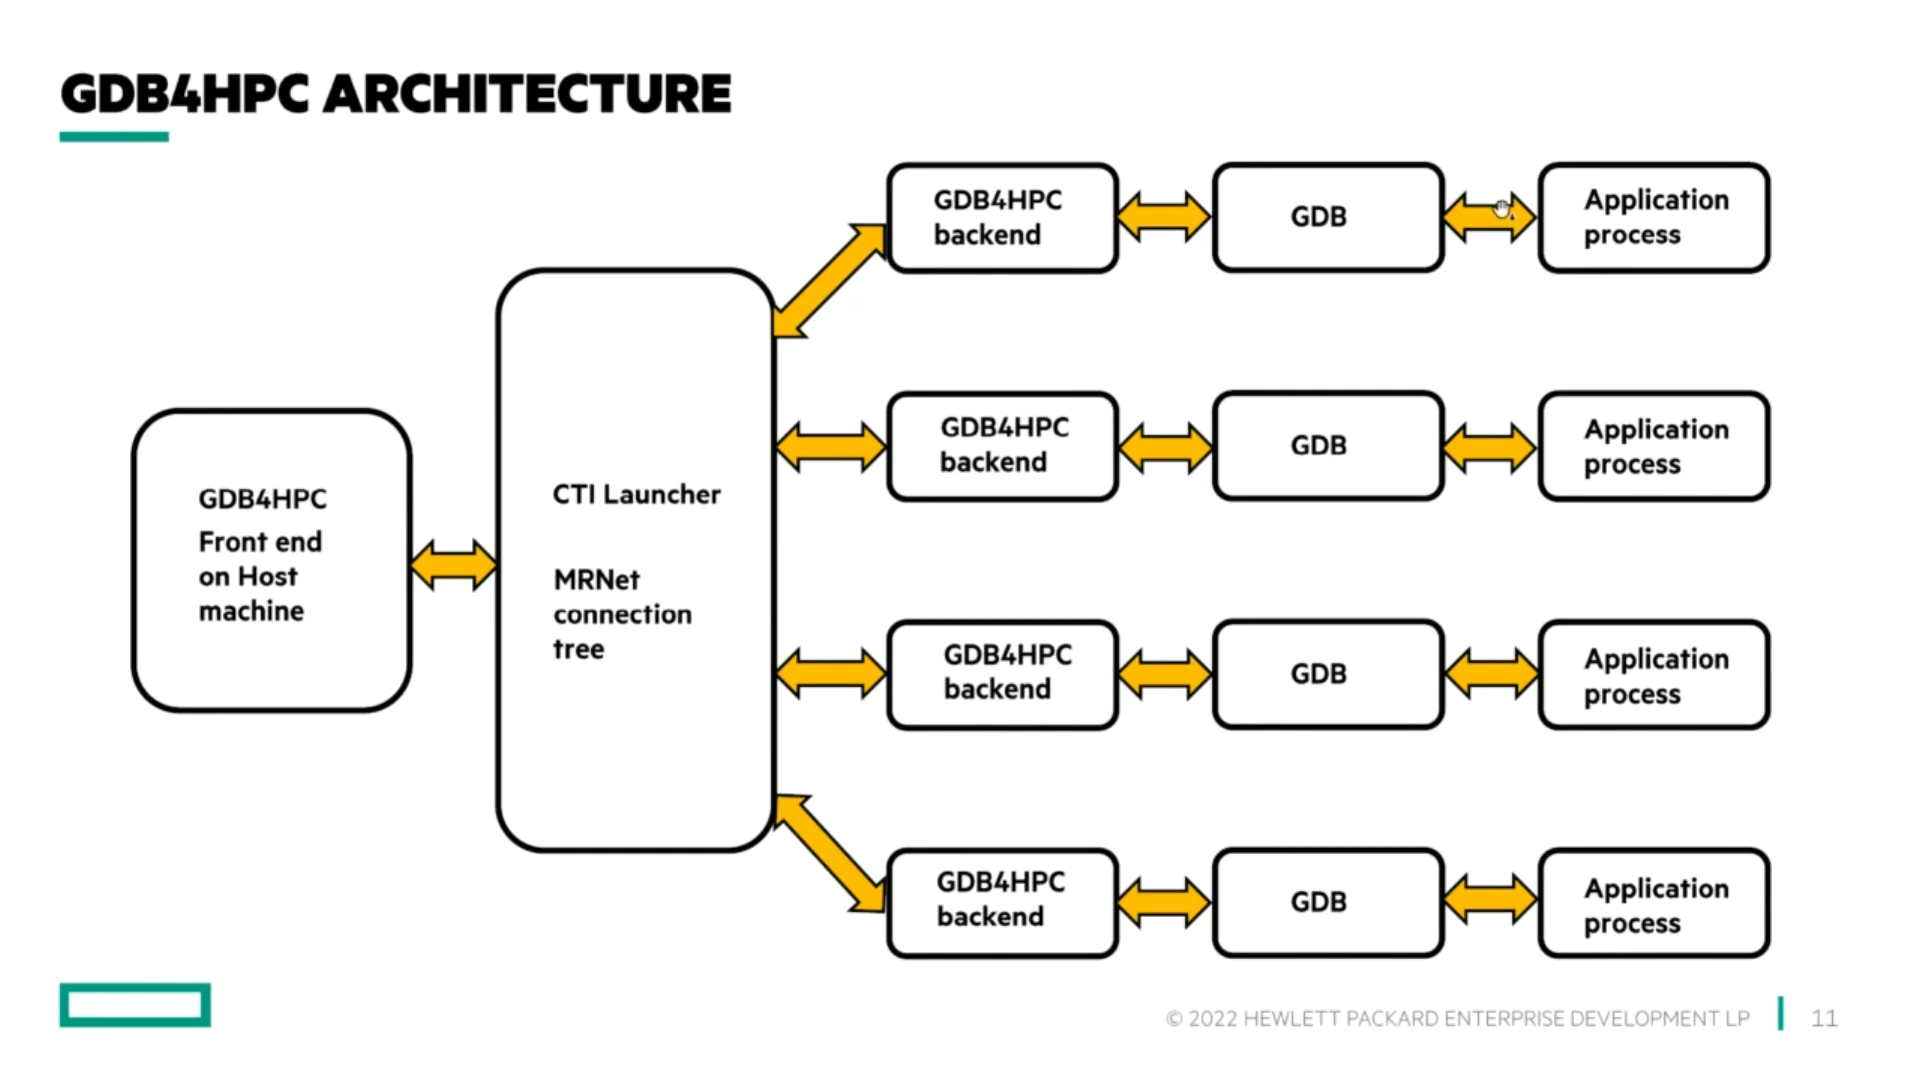 GDB4HPC ARCHITECTURE
GDB4HPC
Front end
on Host
machine
CTI Launcher
MRNet
connection
tree
GDB4HPC
backend
GDB
Application
process
GDB4HPC
backend
GDB
Application
process
GDB4HPC
backend
GDB
Application
process
GDB4HPC
backend
GDB
Application
process
© 2022 HEWLETT PACKARD ENTERPRISE DEVELOPMENT LP
11